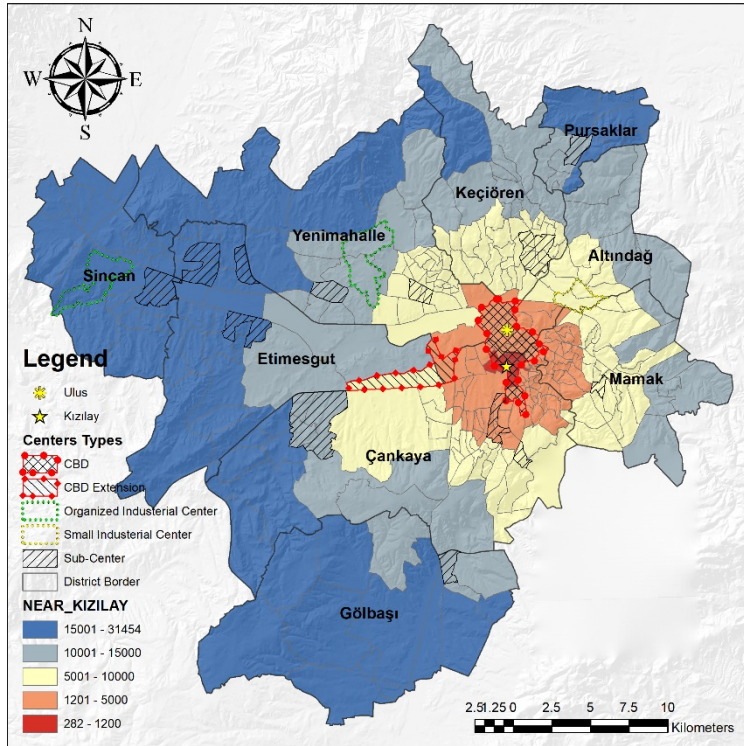 N
W E
S
Pursaklar
Keçiören
Yenimahalle
Altındağ
Sincan
Etimesgut
Mamak
Çankaya
Gölbaşı
Legend
Ulus
Kızılay
Centers Types
CBD
CBD Extension
Organized Industerial Center
Small Industerial Center
Sub-Center
District Border
NEAR_KIZILAY
15001 - 31454
10001 - 15000
5001 - 10000
1201 - 5000
282 - 1200
2.51.25 0 2.5 5 7.5 10
Kilometers